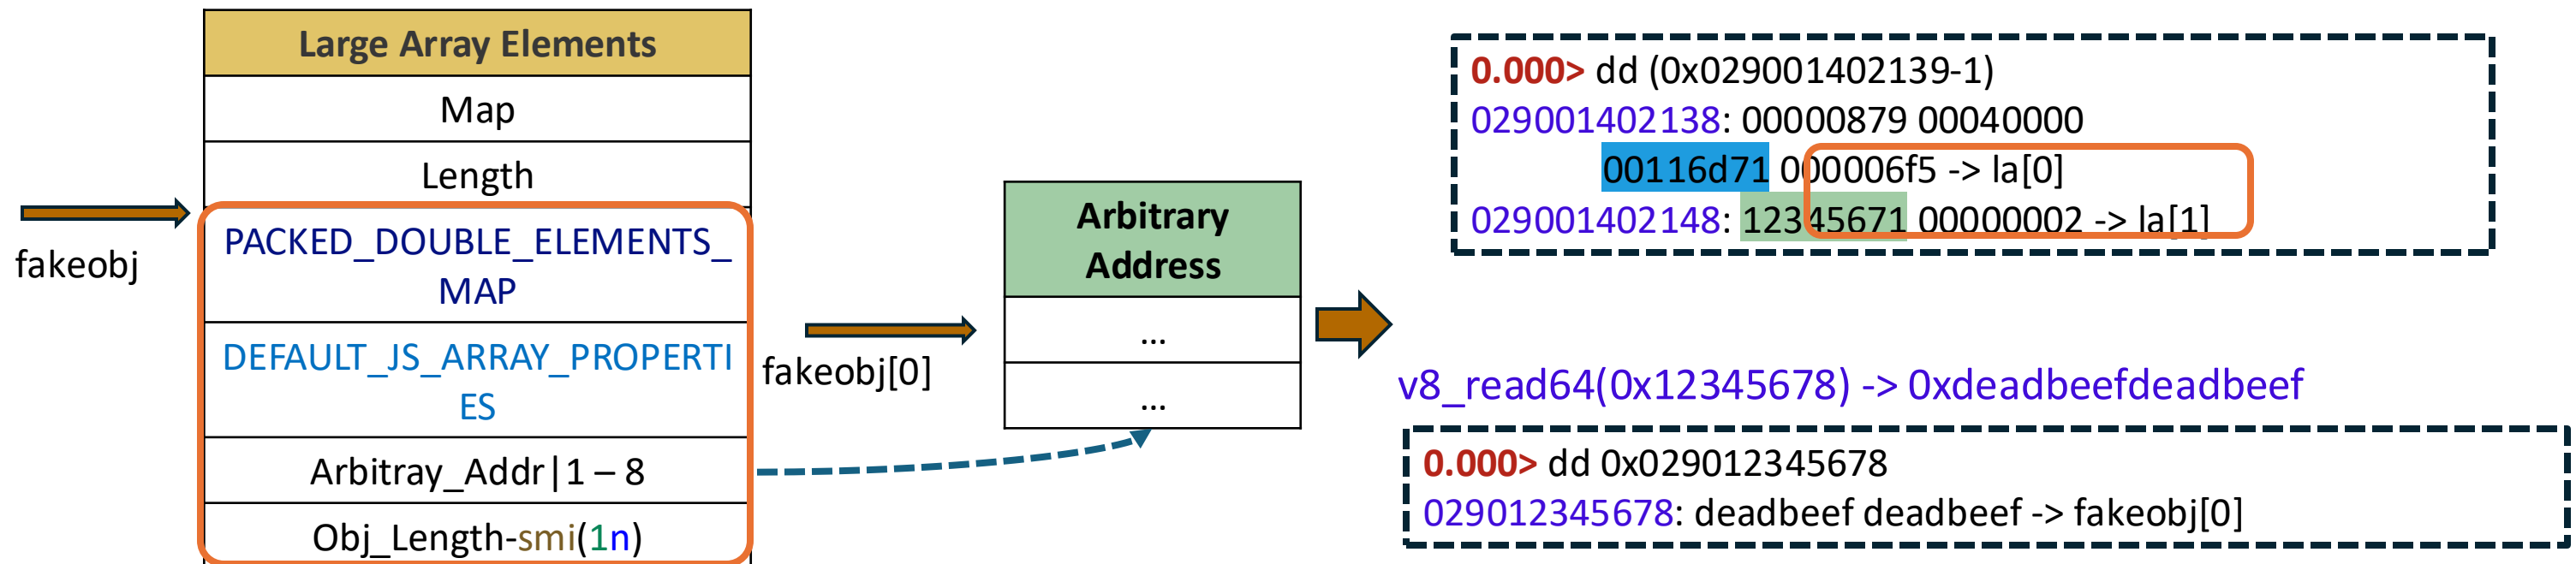 Large Array Elements
Map
Length
PACKED_DOUBLE_ELEMENTS_
MAP
DEFAULT_JS_ARRAY_PROPERTI
ES
Arbitray_Addr|1 – 8
Obj_Length-smi(1n)
fakeobj
fakeobj[0]
Arbitrary
Address
...
...
0.000> dd (0x029001402139-1)
029001402138: 00000879 00040000
00116d71 000006f5 -> la[0]
029001402148: 12345671 00000002 -> la[1]
v8_read64(0x12345678) -> 0xdeadbeefdeadbeef
0.000> dd 0x029012345678
029012345678: deadbeef deadbeef -> fakeobj[0]